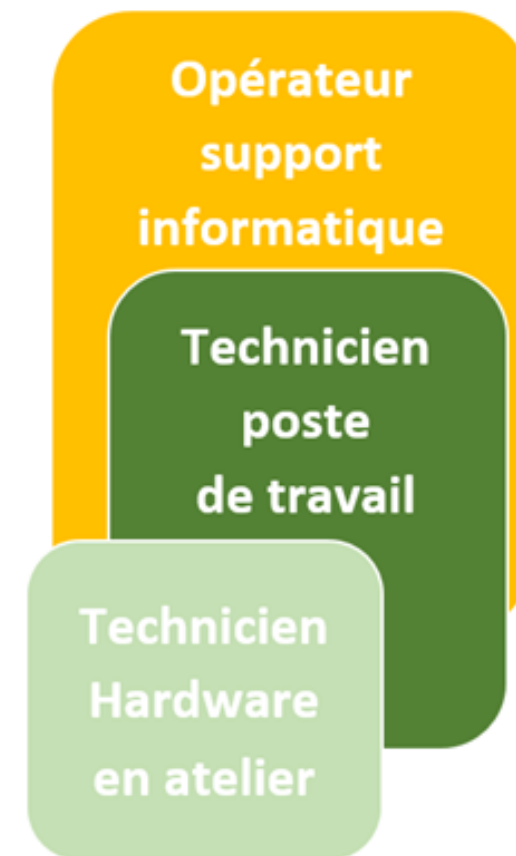 Opérateur
support
informatique
Technicien
poste
de travail
Technicien
Hardware
en atelier